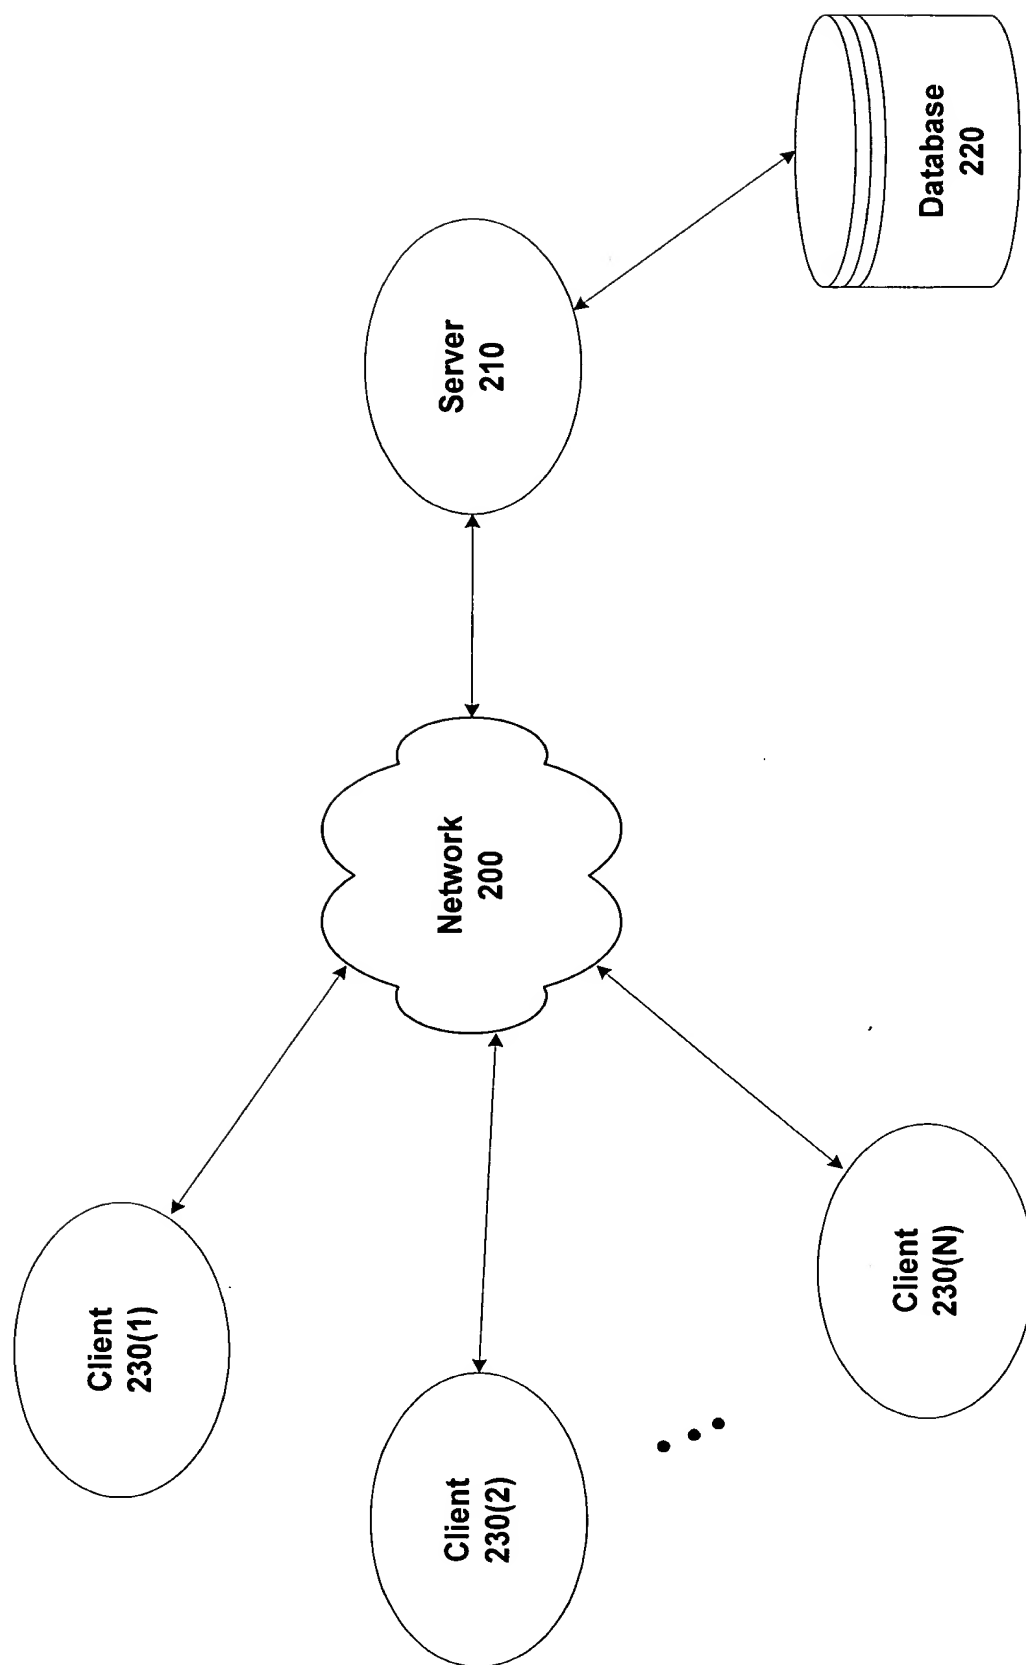 Client
230(1)
Client
230(2)
Client
230(N)
Network
200
Server
210
Database
220